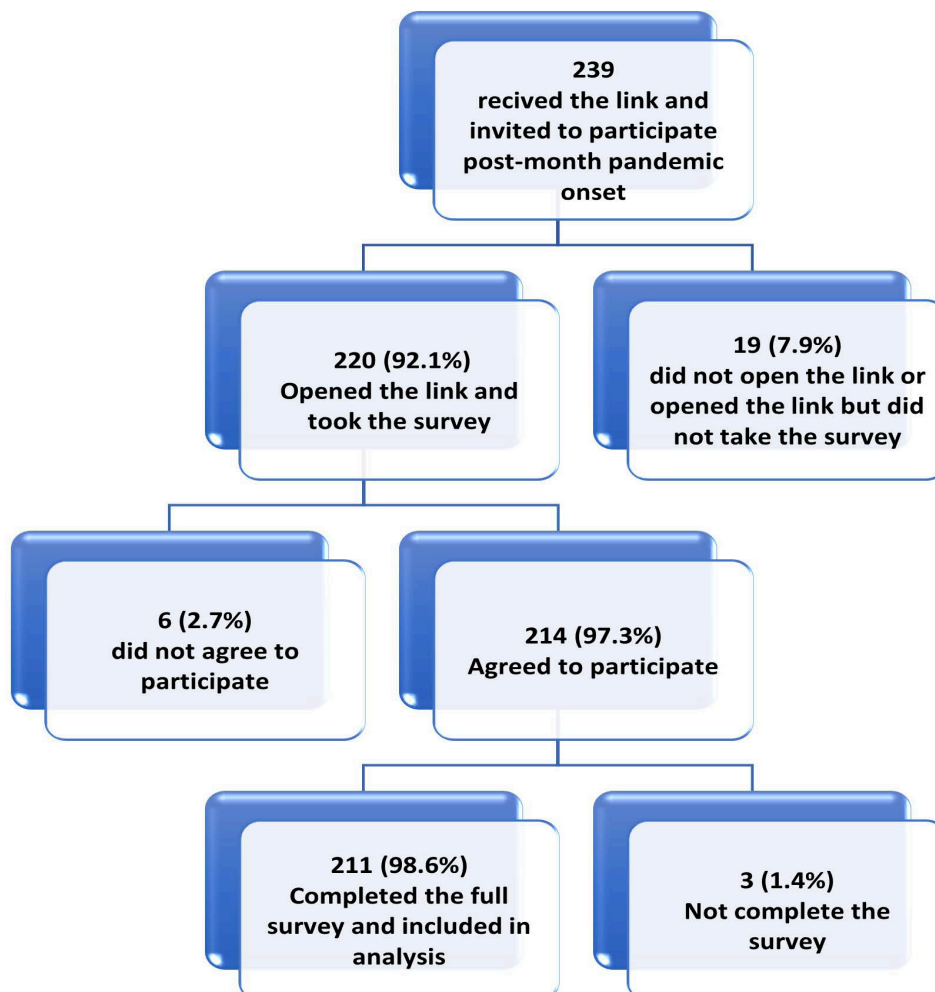 239
recived the link and
invited to participate
post-month pandemic
onset
220 (92.1%)
Opened the link and
took the survey
19 (7.9%)
did not open the link or
opened the link but did
not take the survey
6 (2.7%)
did not agree to
participate
214 (97.3%)
Agreed to participate
211 (98.6%)
Completed the full
survey and included in
analysis
3 (1.4%)
Not complete the
survey